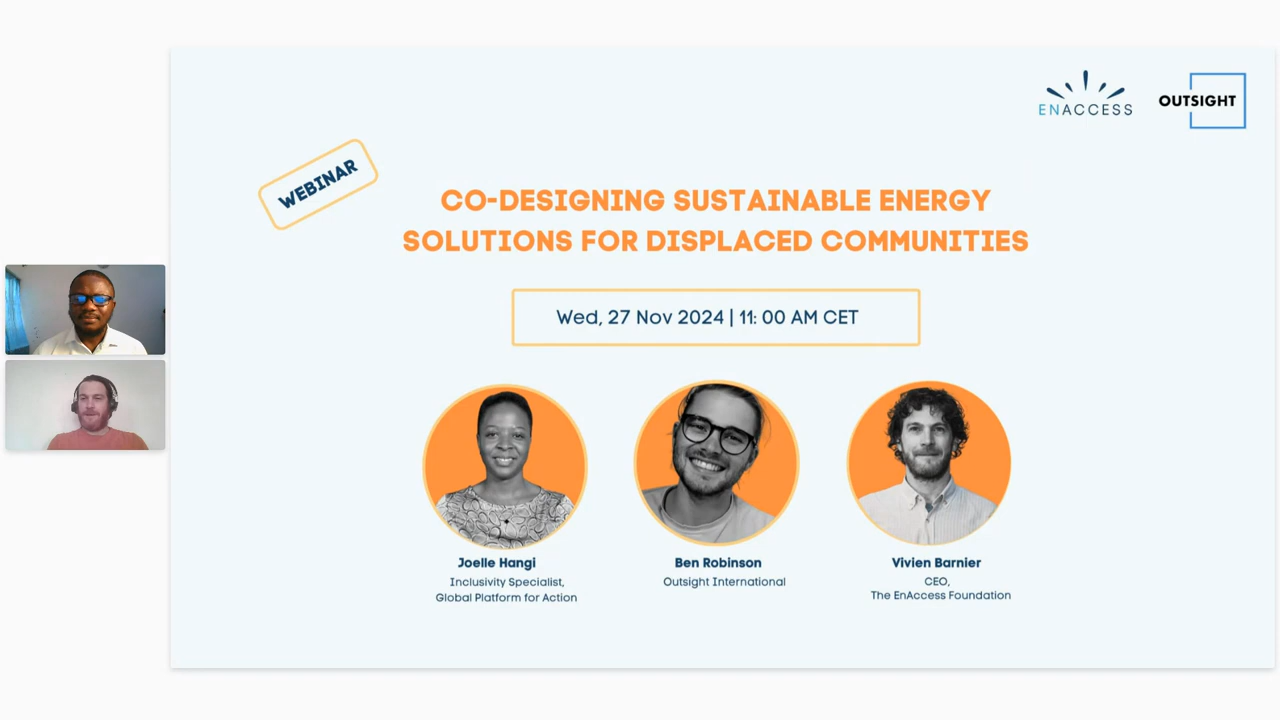 ENACCESS
OUTSIGHT
WEBINAR
CO-DESIGNING SUSTAINABLE ENERGY
SOLUTIONS FOR DISPLACED COMMUNITIES
Wed, 27 Nov 2024 | 11: 00 AM CET
Joelle Hangi
Inclusivity Specialist,
Global Platform for Action
Ben Robinson
Outsight International
Vivien Barnier
CEO,
The EnAccess Foundation